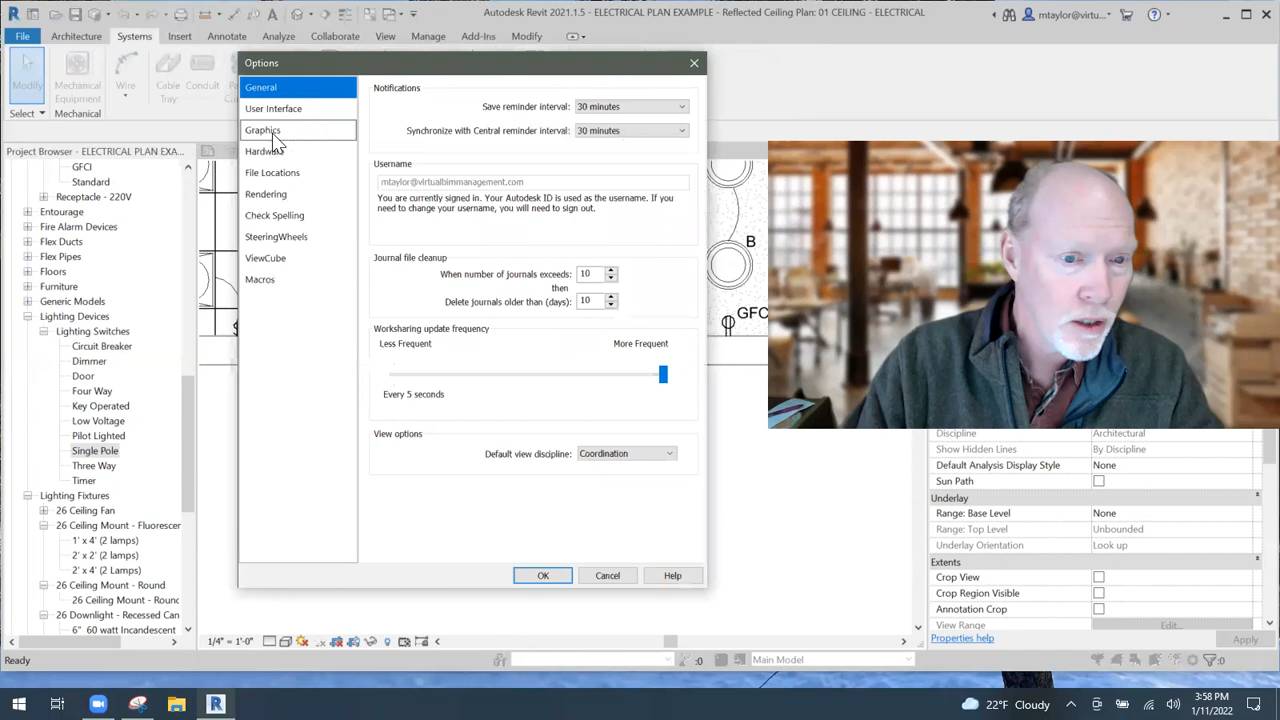 Autodesk Revit 2021.1.5 - ELECTRICAL PLAN EXAMPLE - Reflected Ceiling Plan: 01 CEILING - ELECTRICAL
mtaylor@virtu...
File Architecture Systems Insert Annotate Analyze Collaborate View Manage Add-Ins Modify
Modify
Mechanical Equipment
Wire
Cable Tray
Conduit
Select
Mechanical
Project Browser - ELECTRICAL PLAN EXAMPLE
GFCI
Standard
Receptacle - 220V
Entourage
Fire Alarm Devices
Flex Ducts
Flex Pipes
Floors
Furniture
Generic Models
Lighting Devices
Lighting Switches
Circuit Breaker
Dimmer
Door
Four Way
Key Operated
Low Voltage
Pilot Lighted
Single Pole
Three Way
Timer
Lighting Fixtures
26 Ceiling Fan
26 Ceiling Mount - Fluorescen
1' x 4' (2 lamps)
2' x 2' (2 lamps)
2' x 4' (2 lamps)
26 Ceiling Mount - Round
26 Ceiling Mount - Round
26 Downlight - Recessed Can
6" 60 watt Incandescent
Options
General
User Interface
Graphics
Hardware
File Locations
Rendering
Check Spelling
SteeringWheels
ViewCube
Macros
Notifications
Save reminder interval: 30 minutes
Synchronize with Central reminder interval: 30 minutes
Username
mtaylor@virtualbimmanagement.com
You are currently signed in. Your Autodesk ID is used as the username. If you
need to change your username, you will need to sign out.
Journal file cleanup
When number of journals exceeds: 10
then
Delete journals older than (days): 10
Worksharing update frequency
Less Frequent More Frequent
Every 5 seconds
View options
Default view discipline: Coordination
OK Cancel Help
B
GFC
Discipline Architectural
Show Hidden Lines By Discipline
Default Analysis Display Style None
Sun Path
Underlay
Range: Base Level None
Range: Top Level Unbounded
Underlay Orientation Look up
Extents
Crop View
Crop Region Visible
Annotation Crop
View Range Edit...
Properties help Apply
1/4" = 1'-0"
Ready
:0
Main Model
:0
22°F Cloudy
3:58 PM
1/11/2022